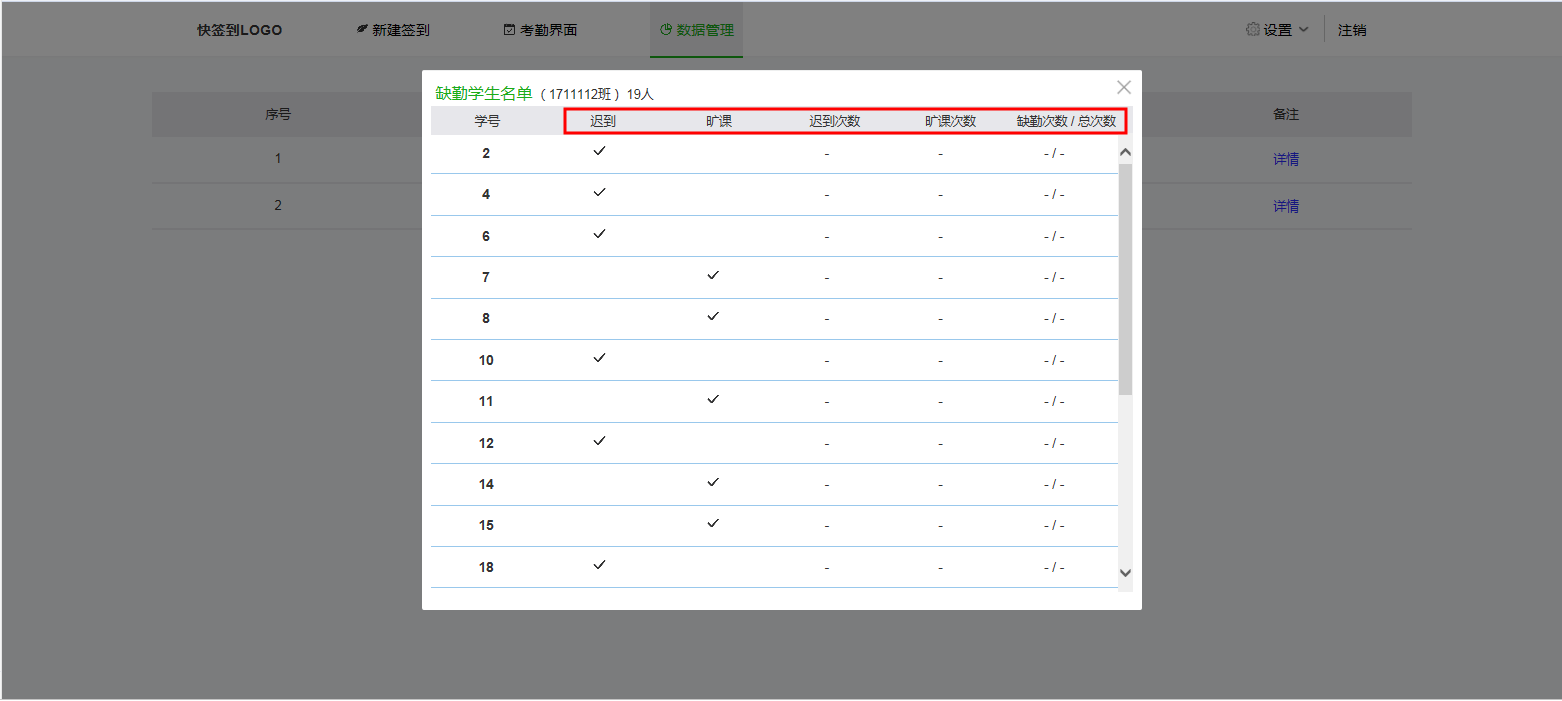 快签到LOGO 新建签到 考勤界面 数据管理 设置 注销
序号 备注
1 详情
2 详情
缺勤学生名单 （ 1711112班 ）19人
学号 迟到 旷课 迟到次数 旷课次数 缺勤次数 / 总次数
2 ✓ - - - / -
4 ✓ - - - / -
6 ✓ - - - / -
7 ✓ - - - / -
8 ✓ - - - / -
10 ✓ - - - / -
11 ✓ - - - / -
12 ✓ - - - / -
14 ✓ - - - / -
15 ✓ - - - / -
18 ✓ - - - / -